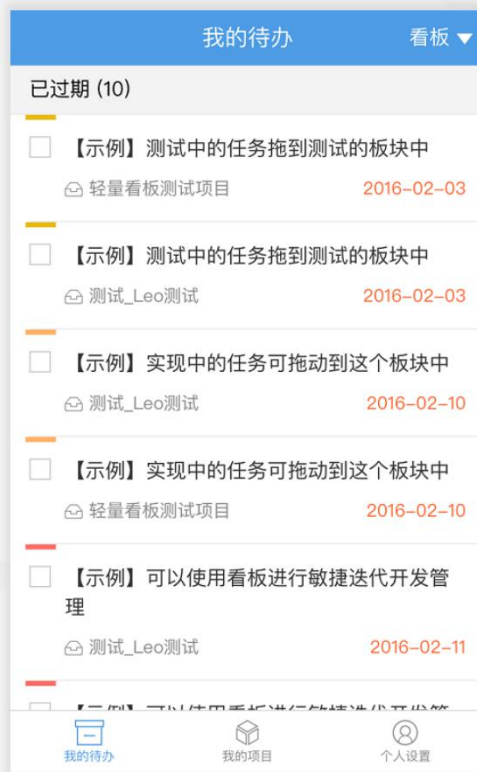 我的待办 看板
已过期 (10)
【示例】测试中的任务拖到测试的板块中
轻量看板测试项目 2016-02-03
【示例】测试中的任务拖到测试的板块中
测试_Leo测试 2016-02-03
【示例】实现中的任务可拖动到这个板块中
测试_Leo测试 2016-02-10
【示例】实现中的任务可拖动到这个板块中
轻量看板测试项目 2016-02-10
【示例】可以使用看板进行敏捷迭代开发管
理
测试_Leo测试 2016-02-11
我的待办 我的项目 个人设置